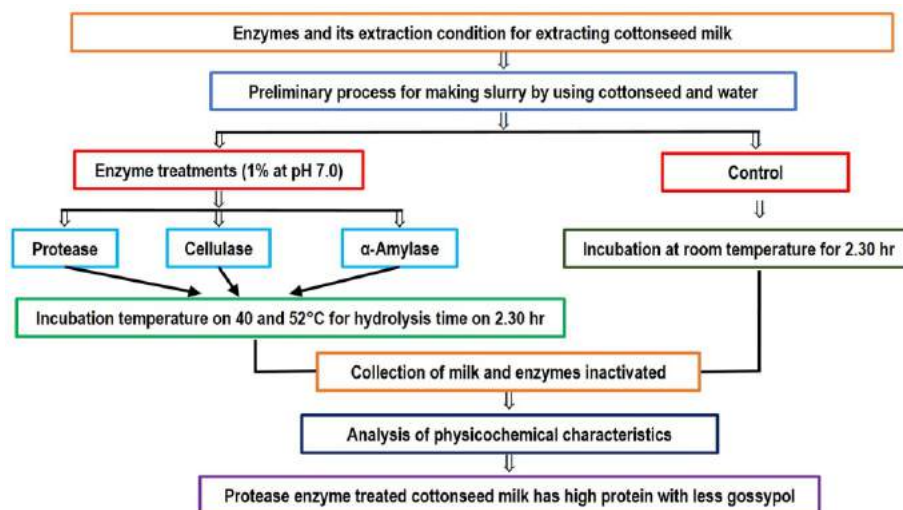 Enzymes and its extraction condition for extracting cottonseed milk
Preliminary process for making slurry by using cottonseed and water
Enzyme treatments (1% at pH 7.0)
Control
Protease
Cellulase
α-Amylase
Incubation at room temperature for 2.30 hr
Incubation temperature on 40 and 52°C for hydrolysis time on 2.30 hr
Collection of milk and enzymes inactivated
Analysis of physicochemical characteristics
Protease enzyme treated cottonseed milk has high protein with less gossypol